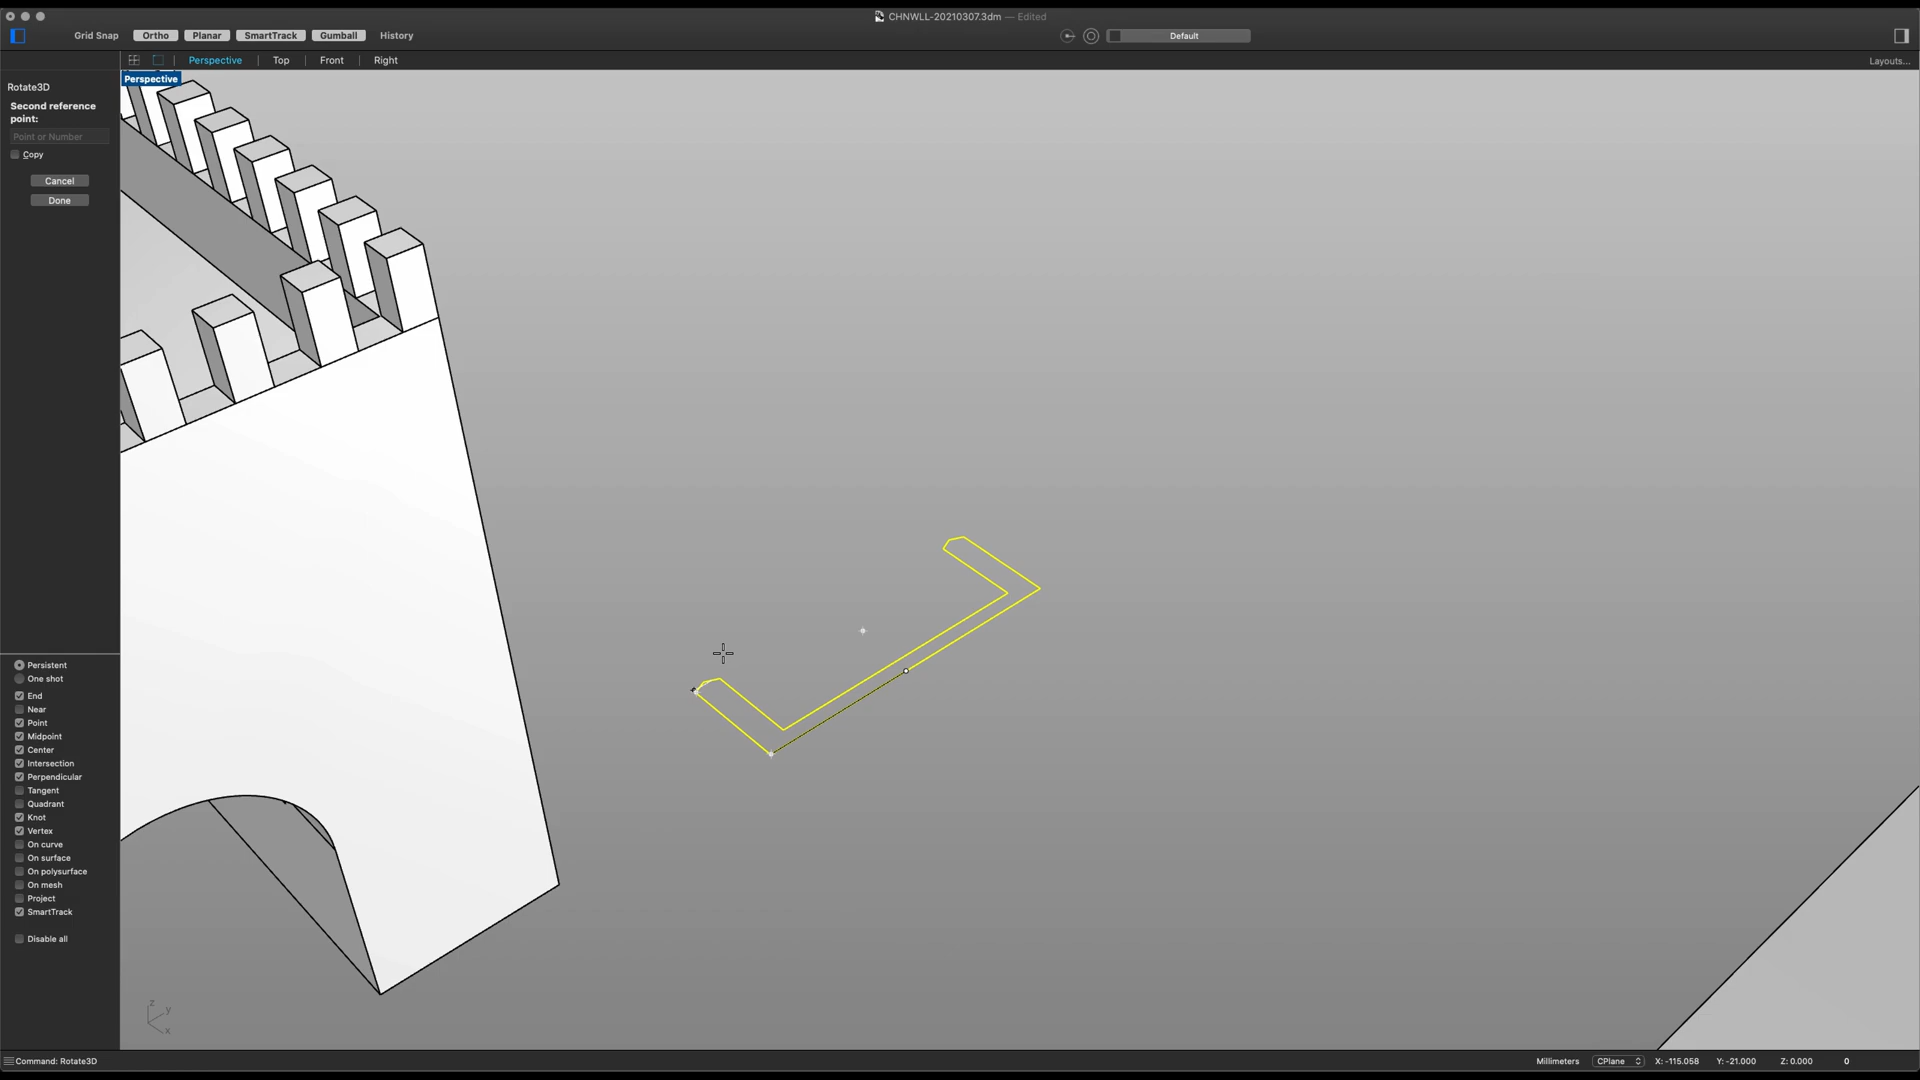 CHNWLL-20210307.3dm — Edited
Grid Snap Ortho Planar SmartTrack Gumball History Default
Perspective Top Front Right Layouts...
Perspective
Rotate3D
Second reference
point:
Point or Number
Copy
Cancel
Done
Persistent
One shot
End
Near
Point
Midpoint
Center
Intersection
Perpendicular
Tangent
Quadrant
Knot
Vertex
On curve
On surface
On polysurface
On mesh
Project
SmartTrack
Disable all
z
y
x
Command: Rotate3D Millimeters CPlane X: -115.058 Y: -21.000 Z: 0.000 0